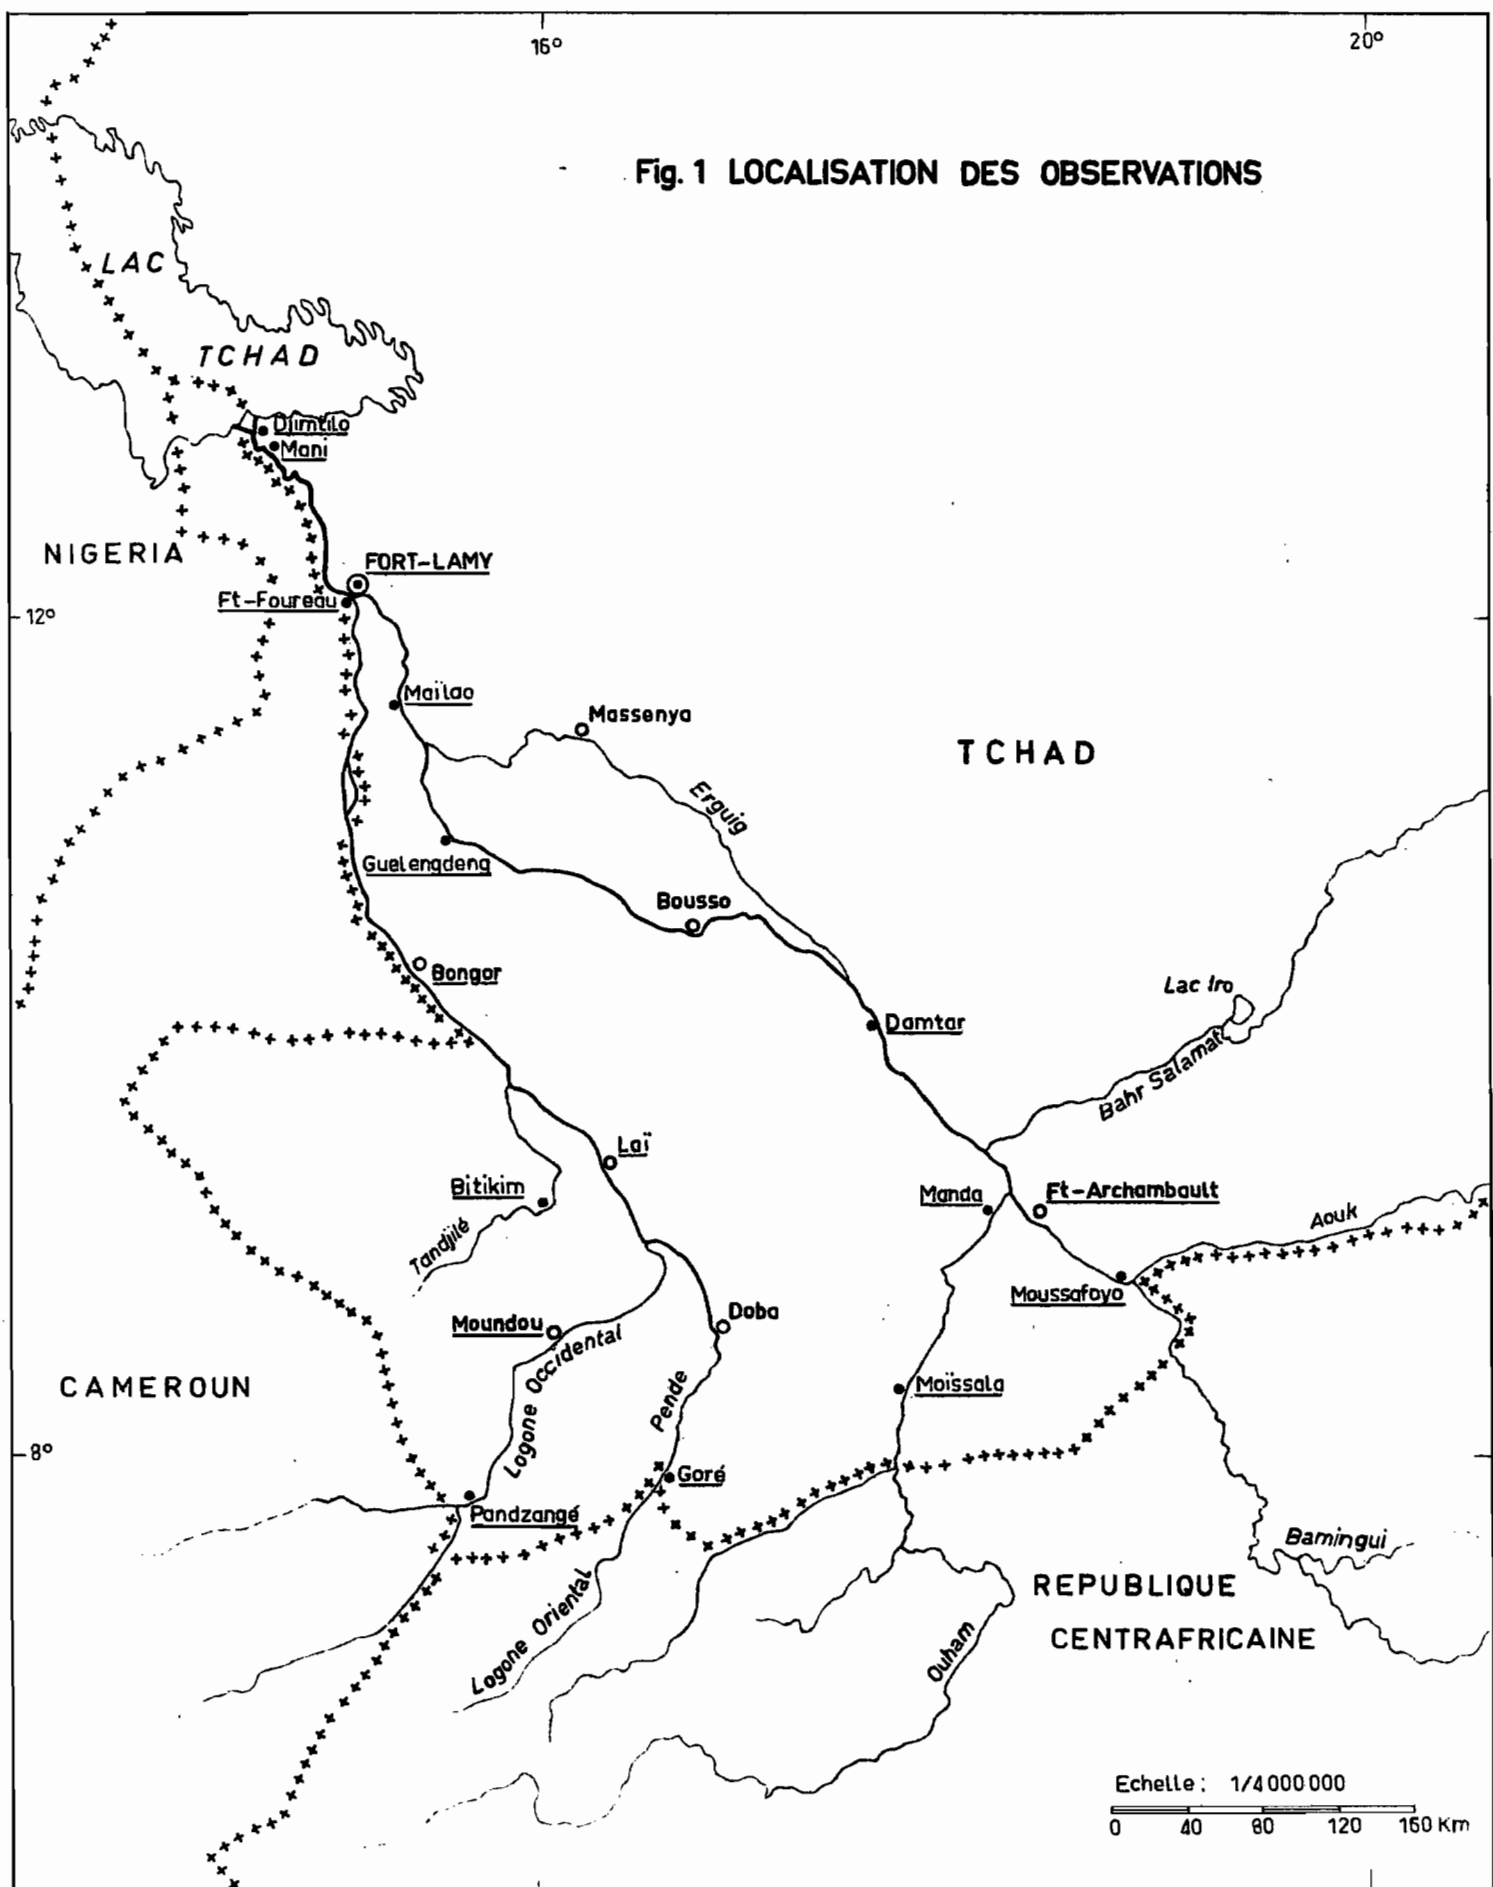 16°
20°
Fig. 1 LOCALISATION DES OBSERVATIONS
LAC
TCHAD
Djimtilo
Mani
NIGERIA
FORT-LAMY
Ft-Foureau
12°
Maïlao
Massenya
TCHAD
Erguig
Guelengdeng
Bousso
Bongor
Lac Iro
Damtar
Bahr Salamat
Laï
Bitikim
Manda
Ft-Archambault
Aouk
Tandjilé
Moussafoyo
Moundou
Doba
Logone Occidental
CAMEROUN
Pende
Moïssala
8°
Goré
Pandzangé
Bamingui
Logone Oriental
REPUBLIQUE
CENTRAFRICAINE
Ouham
Echelle : 1/4 000 000
0 40 80 120 160 Km